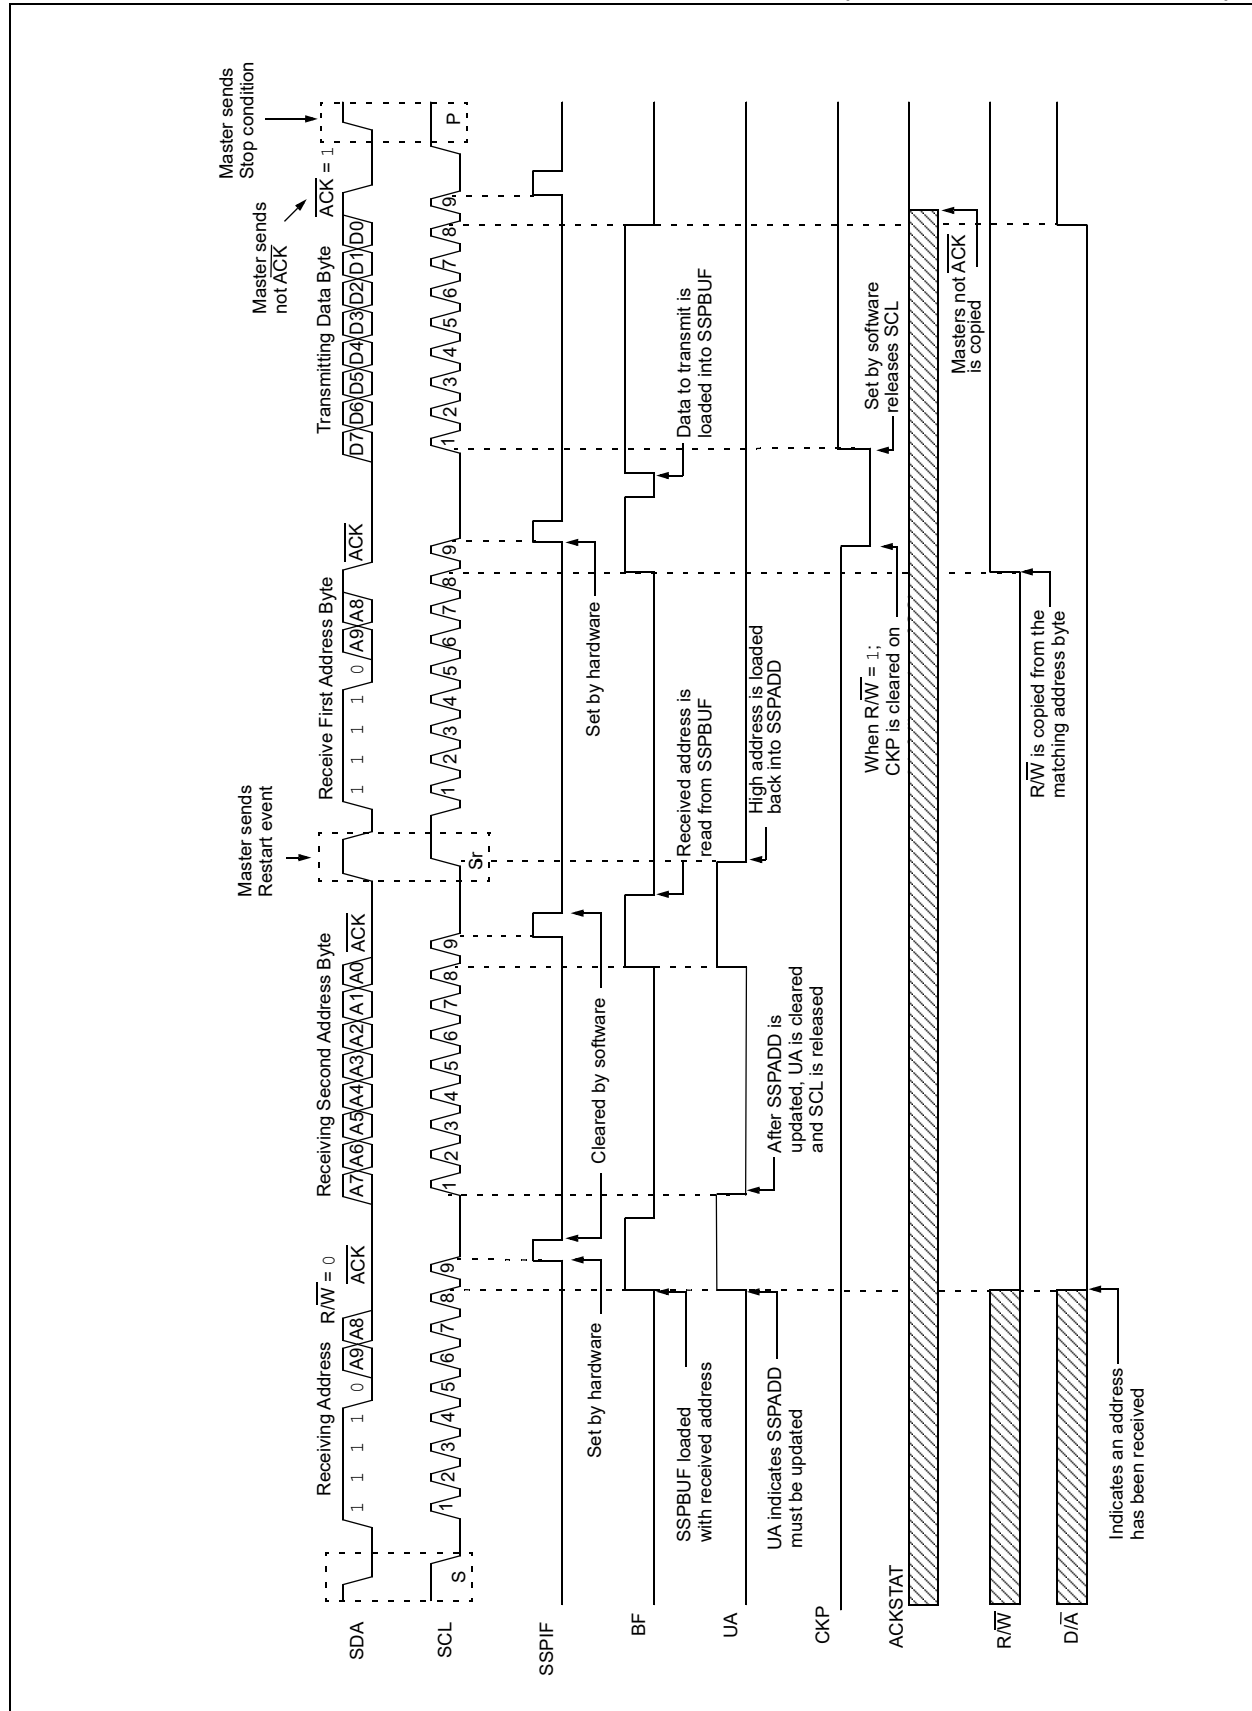 Master sends
Restart event
Master sends
not ACK
Master sends
Stop condition
Receiving Address
R/W = 0
Receiving Second Address Byte
Receive First Address Byte
Transmitting Data Byte
ACK = 1
SDA
1 1 1 1 0 A9 A8
ACK
A7 A6 A5 A4 A3 A2 A1 A0
ACK
1 1 1 1 0 A9 A8
ACK
D7 D6 D5 D4 D3 D2 D1 D0
SCL
S
1 2 3 4 5 6 7 8 9
1 2 3 4 5 6 7 8 9
Sr
1 2 3 4 5 6 7 8 9
1 2 3 4 5 6 7 8 9
P
SSPIF
Set by hardware
Cleared by software
Set by hardware
BF
SSPBUF loaded
with received address
Received address is
read from SSPBUF
Data to transmit is
loaded into SSPBUF
UA
UA indicates SSPADD
must be updated
After SSPADD is
updated, UA is cleared
and SCL is released
High address is loaded
back into SSPADD
CKP
When R/W = 1;
CKP is cleared on
Set by software
releases SCL
ACKSTAT
Masters not ACK
is copied
R/W
R/W is copied from the
matching address byte
D/A
Indicates an address
has been received